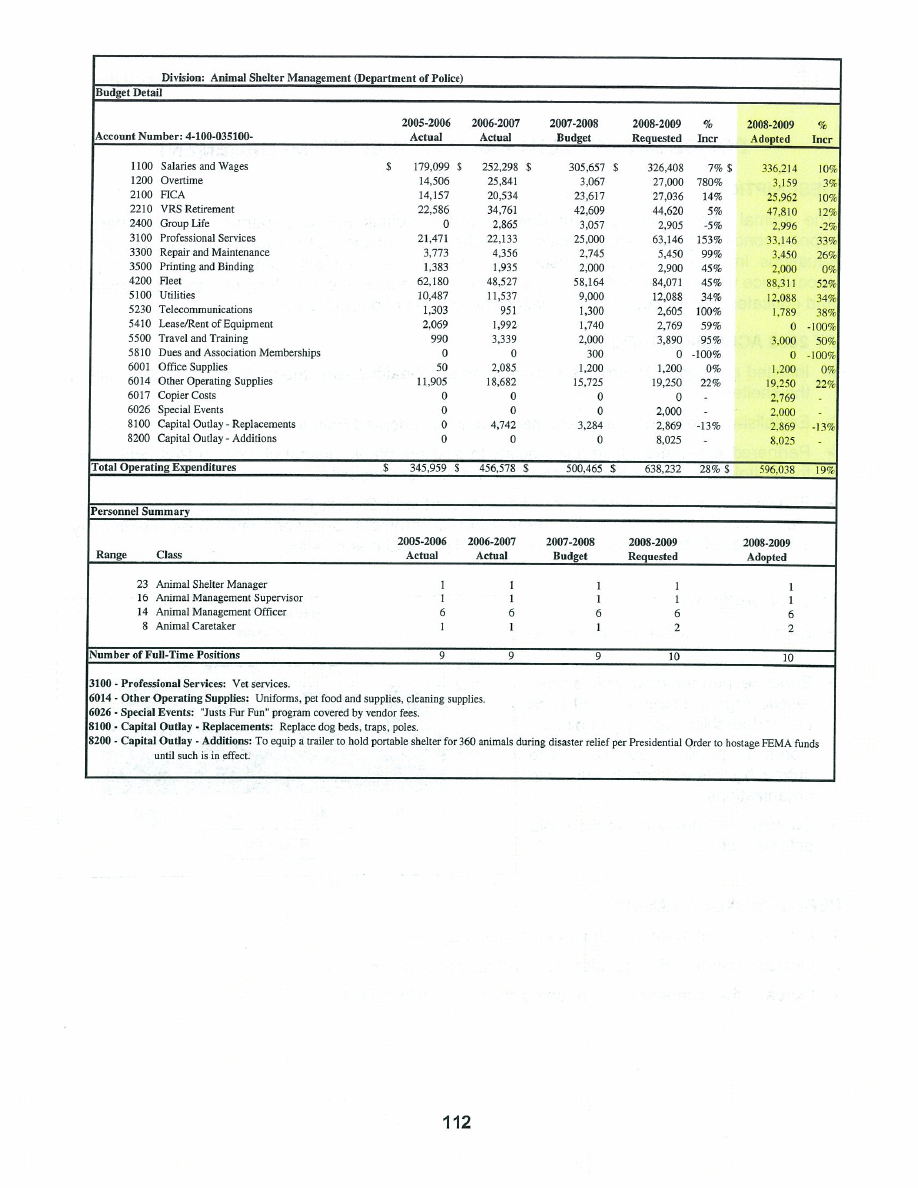 Division: Animal Shelter Management (Department of Police)
Budget Detail
2005-2006 2006-2007 2007-2008 2008-2009 % 2008-2009 %
Account Number: 4-100-035100- Actual Actual Budget Requested Incr Adopted Incr
1100 Salaries and Wages $ 179,099 $ 252,298 $ 305,657 $ 326,408 7% $ 336,214 10%
1200 Overtime 14,506 25,841 3,067 27,000 780% 3,159 3%
2100 FICA 14,157 20,534 23,617 27,036 14% 25,962 10%
2210 VRS Retirement 22,586 34,761 42,609 44,620 5% 47,810 12%
2400 Group Life 0 2,865 3,057 2,905 -5% 2,996 -2%
3100 Professional Services 21,471 22,133 25,000 63,146 153% 33,146 33%
3300 Repair and Maintenance 3,773 4,356 2,745 5,450 99% 3,450 26%
3500 Printing and Binding 1,383 1,935 2,000 2,900 45% 2,000 0%
4200 Fleet 62,180 48,527 58,164 84,071 45% 88,311 52%
5100 Utilities 10,487 11,537 9,000 12,088 34% 12,088 34%
5230 Telecommunications 1,303 951 1,300 2,605 100% 1,789 38%
5410 Lease/Rent of Equipment 2,069 1,992 1,740 2,769 59% 0 -100%
5500 Travel and Training 990 3,339 2,000 3,890 95% 3,000 50%
5810 Dues and Association Memberships 0 0 300 0 -100% 0 -100%
6001 Office Supplies 50 2,085 1,200 1,200 0% 1,200 0%
6014 Other Operating Supplies 11,905 18,682 15,725 19,250 22% 19,250 22%
6017 Copier Costs 0 0 0 0 - 2,769 -
6026 Special Events 0 0 0 2,000 - 2,000 -
8100 Capital Outlay - Replacements 0 4,742 3,284 2,869 -13% 2,869 -13%
8200 Capital Outlay - Additions 0 0 0 8,025 - 8,025 -
Total Operating Expenditures $ 345,959 $ 456,578 $ 500,465 $ 638,232 28% $ 596,038 19%
Personnel Summary
2005-2006 2006-2007 2007-2008 2008-2009 2008-2009
Range Class Actual Actual Budget Requested Adopted
23 Animal Shelter Manager 1 1 1 1 1
16 Animal Management Supervisor 1 1 1 1 1
14 Animal Management Officer 6 6 6 6 6
8 Animal Caretaker 1 1 1 2 2
Number of Full-Time Positions 9 9 9 10 10
3100 - Professional Services: Vet services.
6014 - Other Operating Supplies: Uniforms, pet food and supplies, cleaning supplies.
6026 - Special Events: "Justs Fur Fun" program covered by vendor fees.
8100 - Capital Outlay - Replacements: Replace dog beds, traps, poles.
8200 - Capital Outlay - Additions: To equip a trailer to hold portable shelter for 360 animals during disaster relief per Presidential Order to hostage FEMA funds
until such is in effect.
112